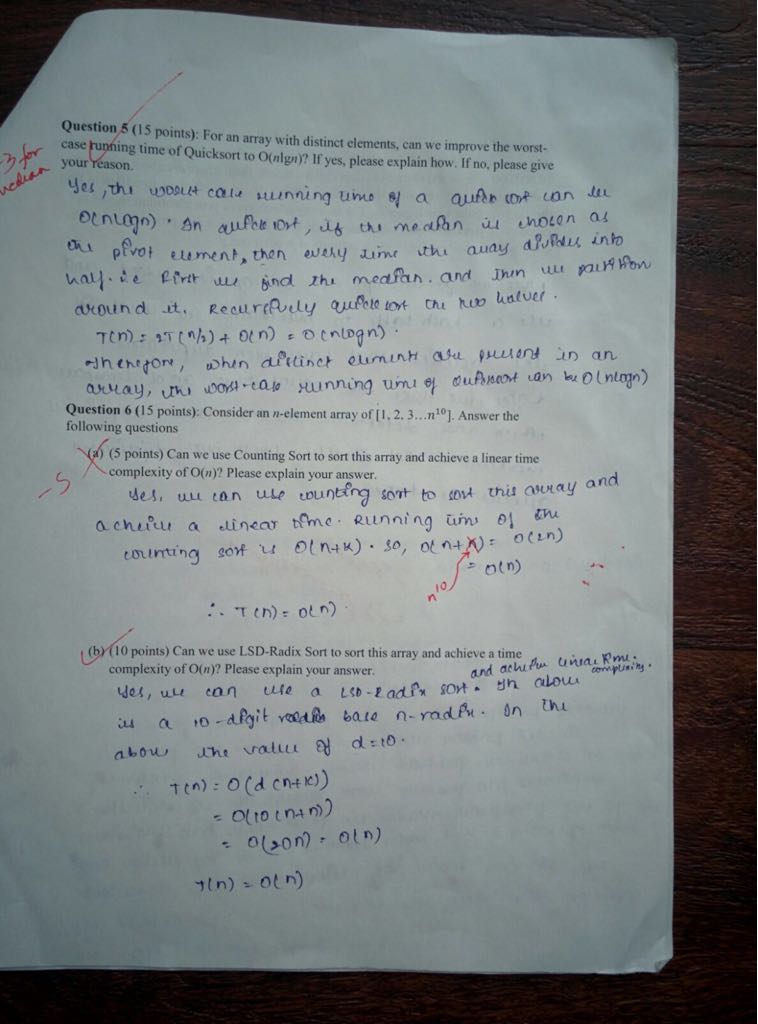 Question 5 (15 points): For an array with distinct elements, can we improve the worst-
case running time of Quicksort to O(nlgn)? If yes, please explain how. If no, please give
your reason.
-3 for
median
Yes, the worst case running time of a quick sort can be
O(nlogn). In quick sort, if the median is chosen as
the pivot element, then every time the array divides into
half. i.e First we find the median. and then we partition
around it. Recursively quick sort the two halves.
T(n) = 2T(n/2) + O(n) = O(nlogn).
Therefore, when distinct elements are present in an
array, the worst-case running time of quicksort can be O(nlogn)
Question 6 (15 points): Consider an n-element array of [1, 2, 3...n¹⁰]. Answer the
following questions
(a) (5 points) Can we use Counting Sort to sort this array and achieve a linear time
complexity of O(n)? Please explain your answer.
-5
Yes, we can use counting sort to sort this array and
acheive a linear time. Running time of the
counting sort is O(n+k). so, O(n+n) = O(2n)
n¹⁰
= O(n)
∴ T(n) = O(n)
(b) (10 points) Can we use LSD-Radix Sort to sort this array and achieve a time
complexity of O(n)? Please explain your answer.
and acheive linear time
complexity.
Yes, we can use a LSD-Radix sort. In above
is a 10-digit base n-radix. In the
above the value of d=10.
∴ T(n) = O(d(n+k))
= O(10(n+n))
= O(20n) = O(n)
T(n) = O(n)